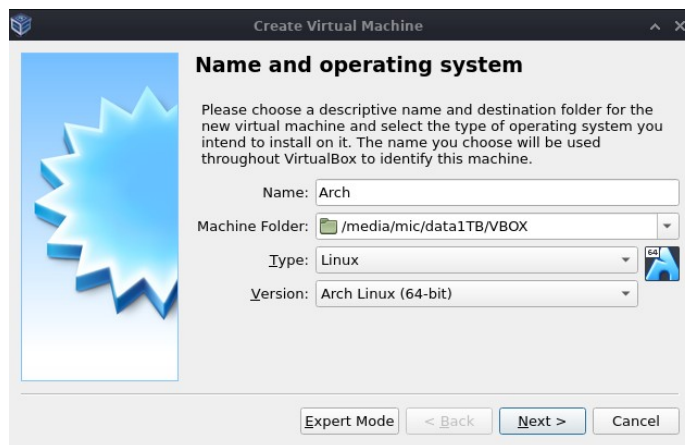 Create Virtual Machine
Name and operating system
Please choose a descriptive name and destination folder for the
new virtual machine and select the type of operating system you
intend to install on it. The name you choose will be used
throughout VirtualBox to identify this machine.
Name: Arch
Machine Folder: /media/mic/data1TB/VBOX
Type: Linux
64
Version: Arch Linux (64-bit)
Expert Mode < Back Next > Cancel